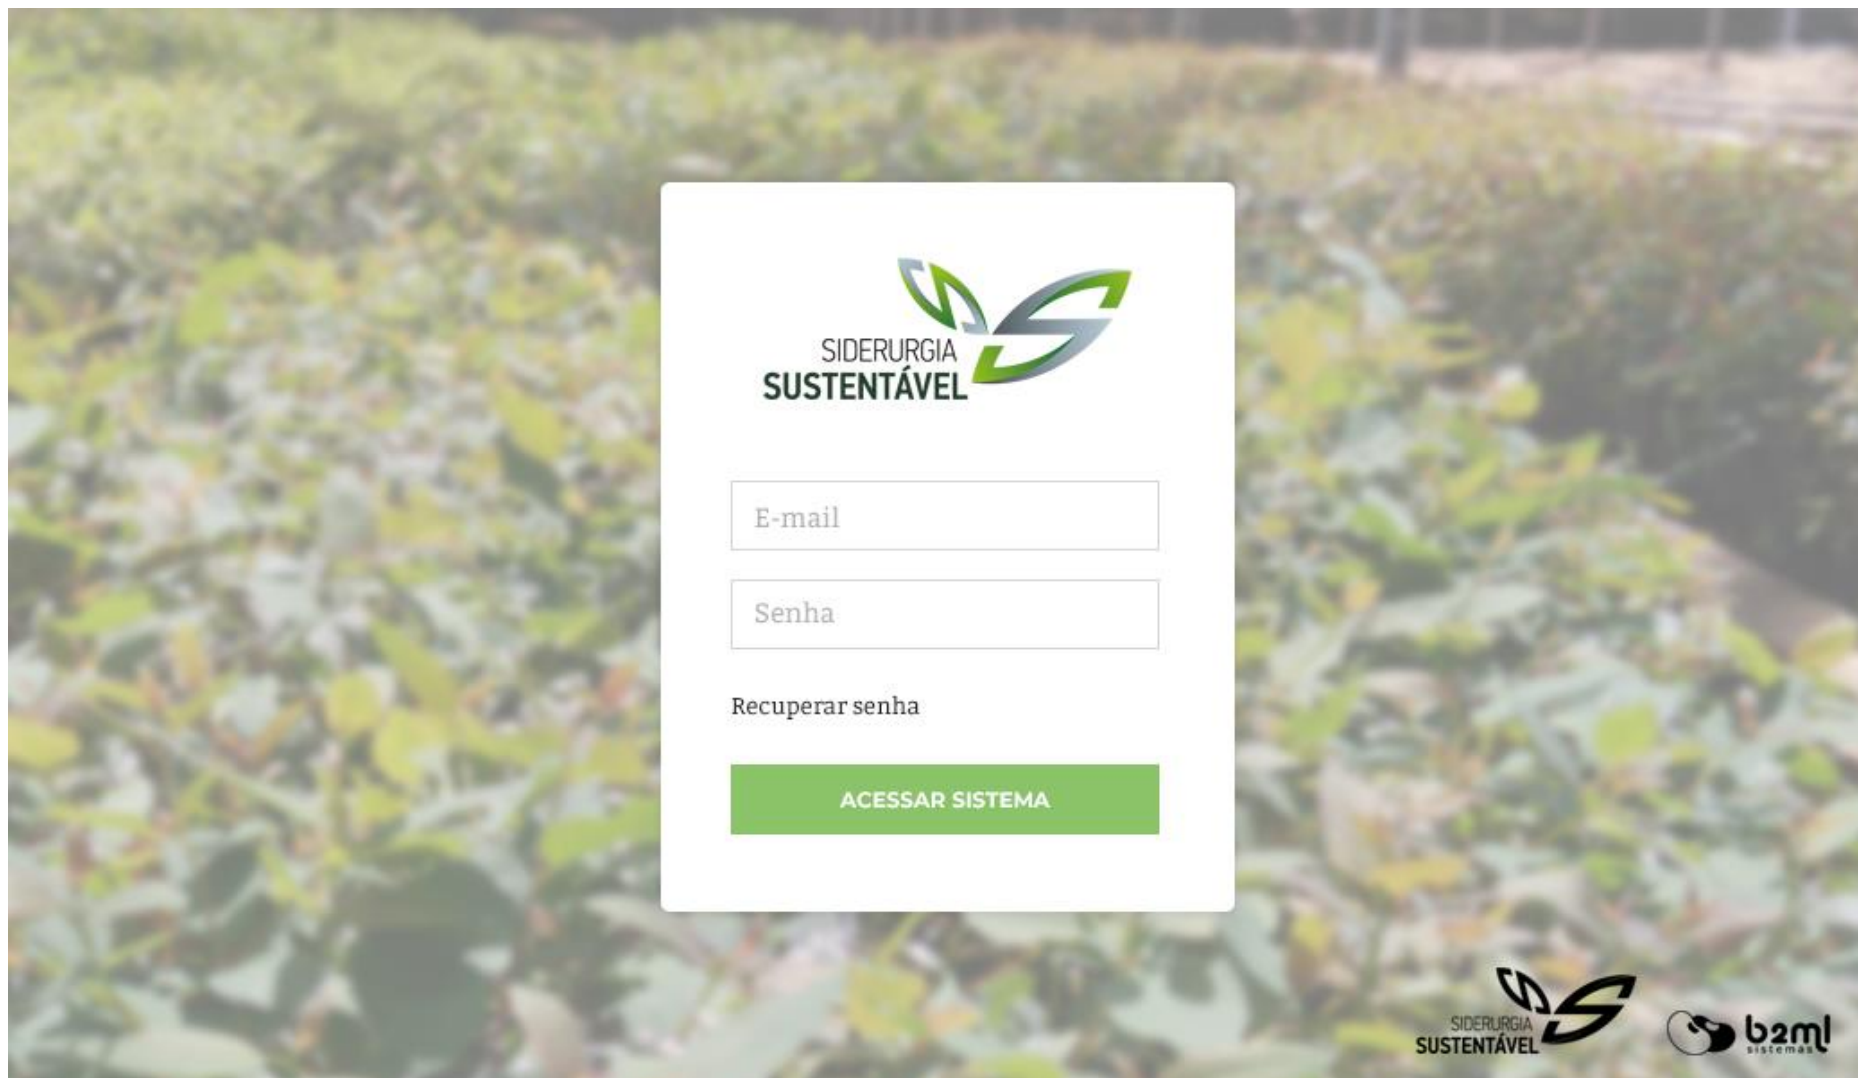 SIDERURGIA
SUSTENTÁVEL
E-mail
Senha
Recuperar senha
ACESSAR SISTEMA
SIDERURGIA
SUSTENTÁVEL
b2ml
sistemas